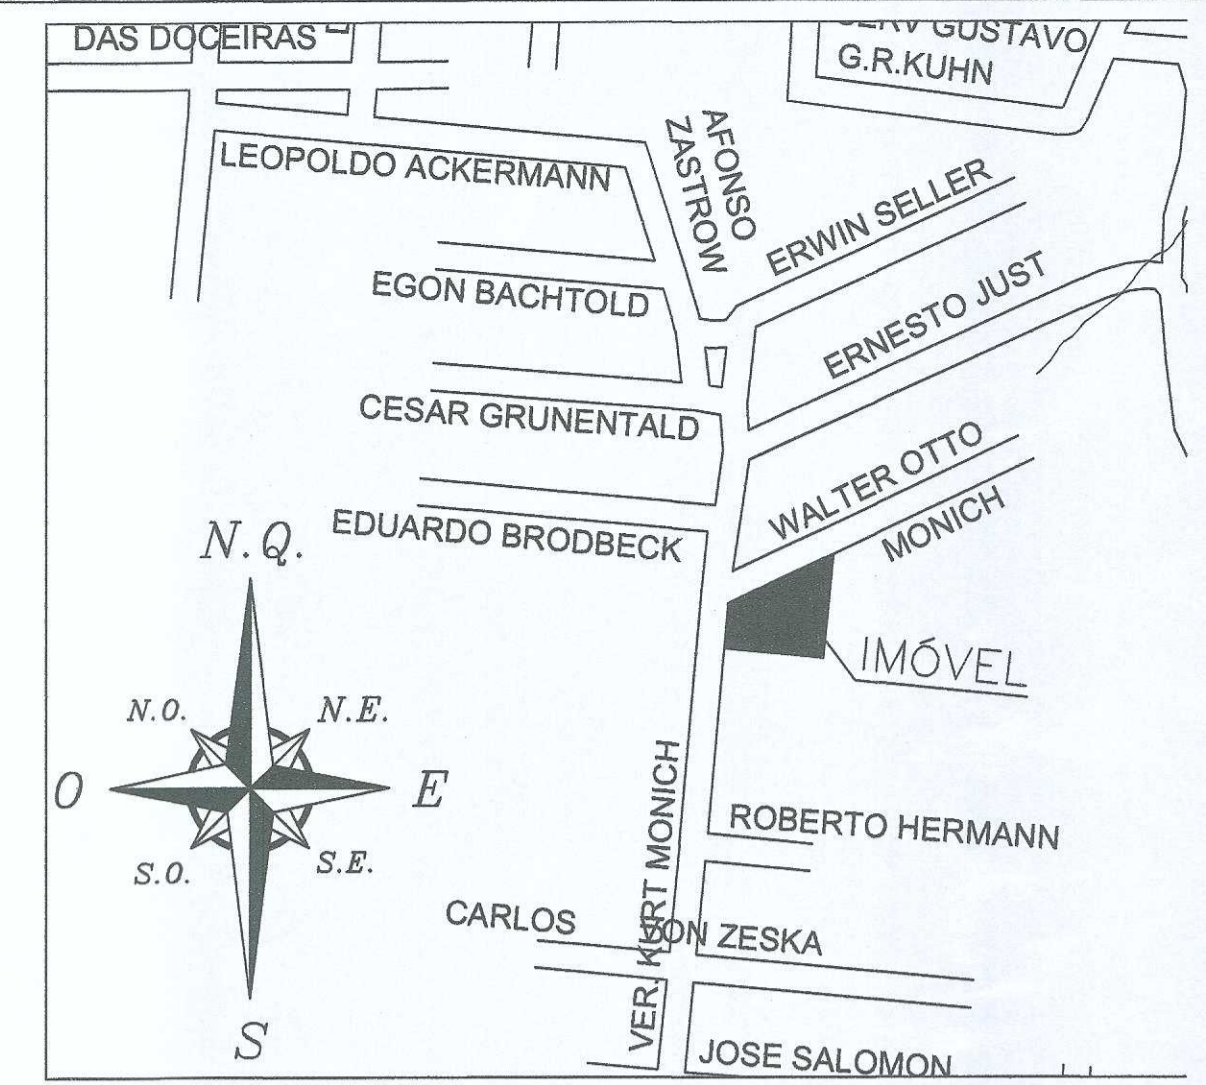 DAS DOCEIRAS
SERV GUSTAVO
G.R.KUHN
LEOPOLDO ACKERMANN
AFONSO
ZASTROW
ERWIN SELLER
EGON BACHTOLD
ERNESTO JUST
CESAR GRUNENTALD
WALTER OTTO
MONICH
EDUARDO BRODBECK
N.Q.
IMÓVEL
N.O.
N.E.
O
E
S.O.
S.E.
S
VER. KURT MONICH
ROBERTO HERMANN
CARLOS
VON ZESKA
JOSE SALOMON